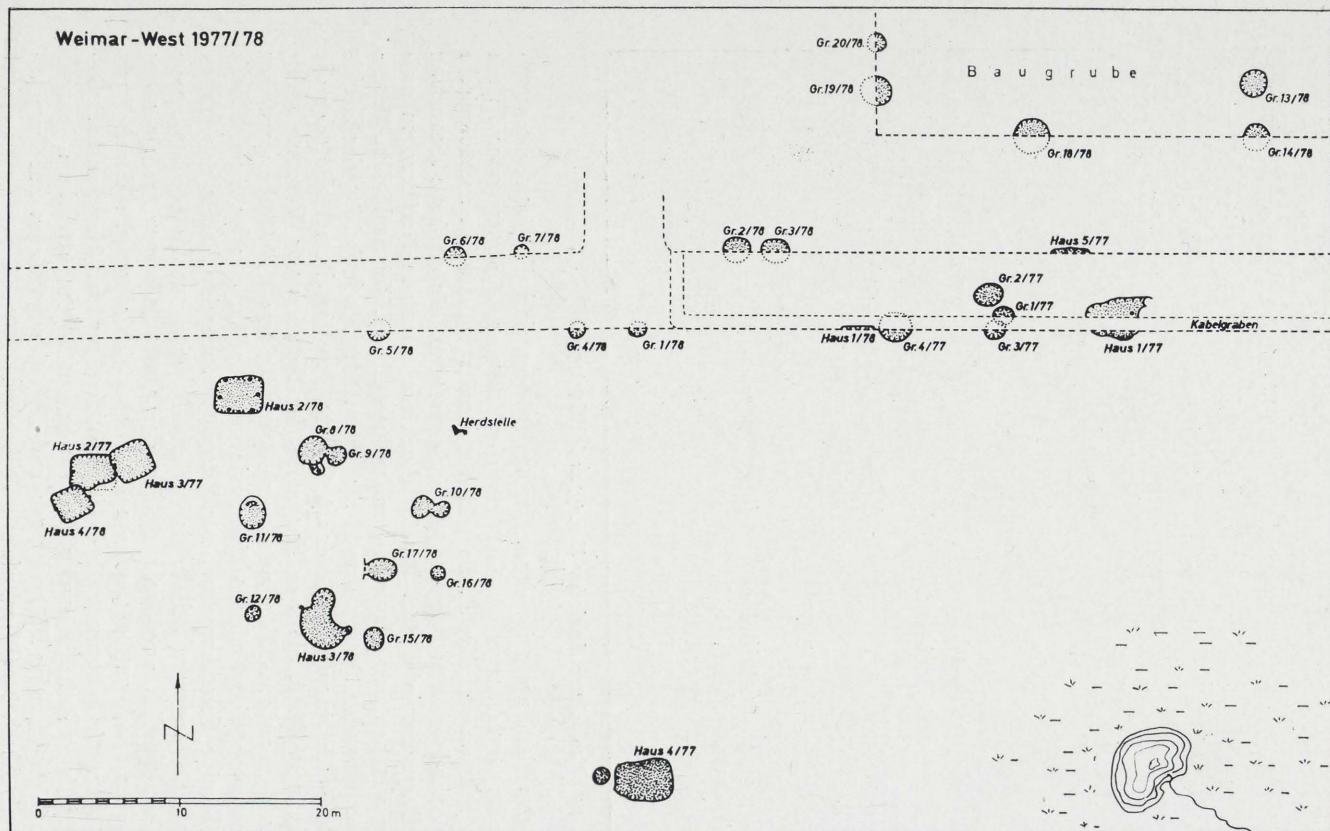 Weimar-West 1977/78
Gr. 20/78
Baugrube
Gr. 19/78
Gr. 13/78
Gr. 18/78
Gr. 14/78
Gr. 6/78
Gr. 7/78
Gr. 2/78
Gr. 3/78
Haus 5/77
Gr. 2/77
Gr. 1/77
Kabelgraben
Gr. 5/78
Gr. 4/78
Gr. 1/78
Haus 1/78
Gr. 4/77
Gr. 3/77
Haus 1/77
Haus 2/78
Herdstelle
Gr. 8/78
Gr. 9/78
Haus 2/77
Haus 3/77
Gr. 10/78
Haus 4/78
Gr. 11/78
Gr. 17/78
Gr. 16/78
Gr. 12/78
Gr. 15/78
Haus 3/78
N
Haus 4/77
0 10 20 m